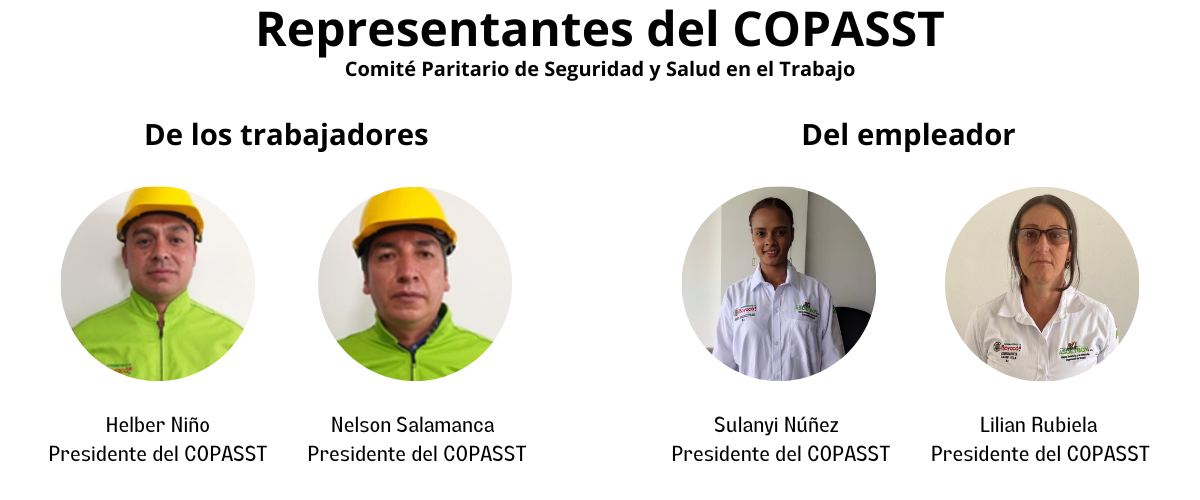 Representantes del COPASST
Comité Paritario de Seguridad y Salud en el Trabajo
De los trabajadores
Del empleador
Helber Niño
Presidente del COPASST
Nelson Salamanca
Presidente del COPASST
Sulanyi Núñez
Presidente del COPASST
Lilian Rubiela
Presidente del COPASST